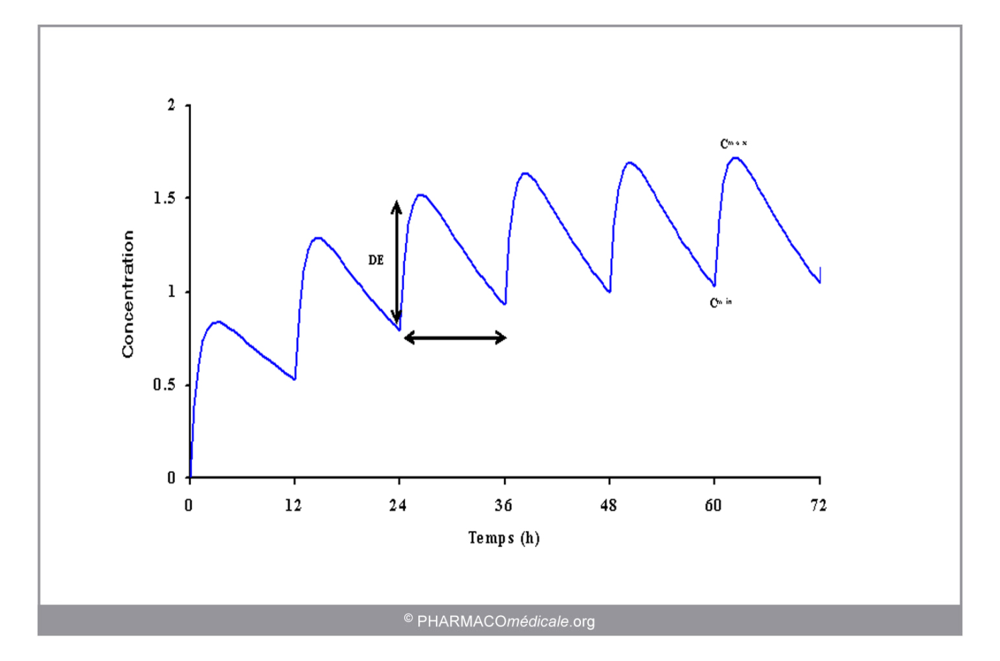 2
1.5
1
0.5
0
Concentration
DE
Cmax
Cmin
0 12 24 36 48 60 72
Temps (h)
© PHARMACOmédicale.org